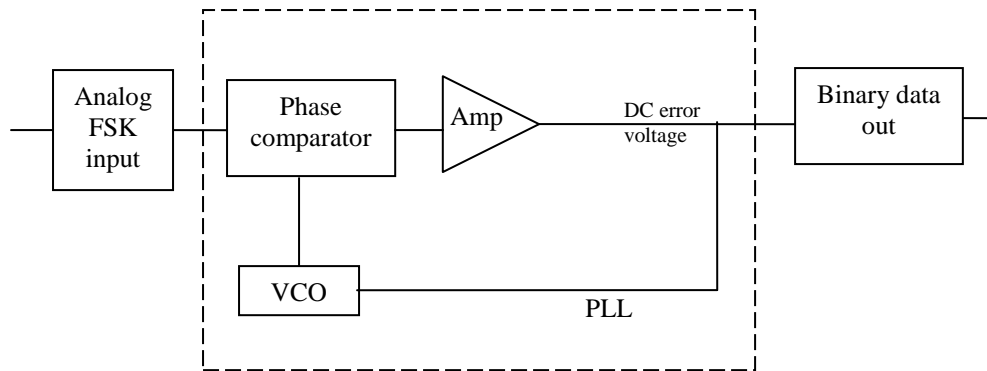 Analog
FSK
input
Phase
comparator
Amp
DC error
voltage
Binary data
out
VCO
PLL